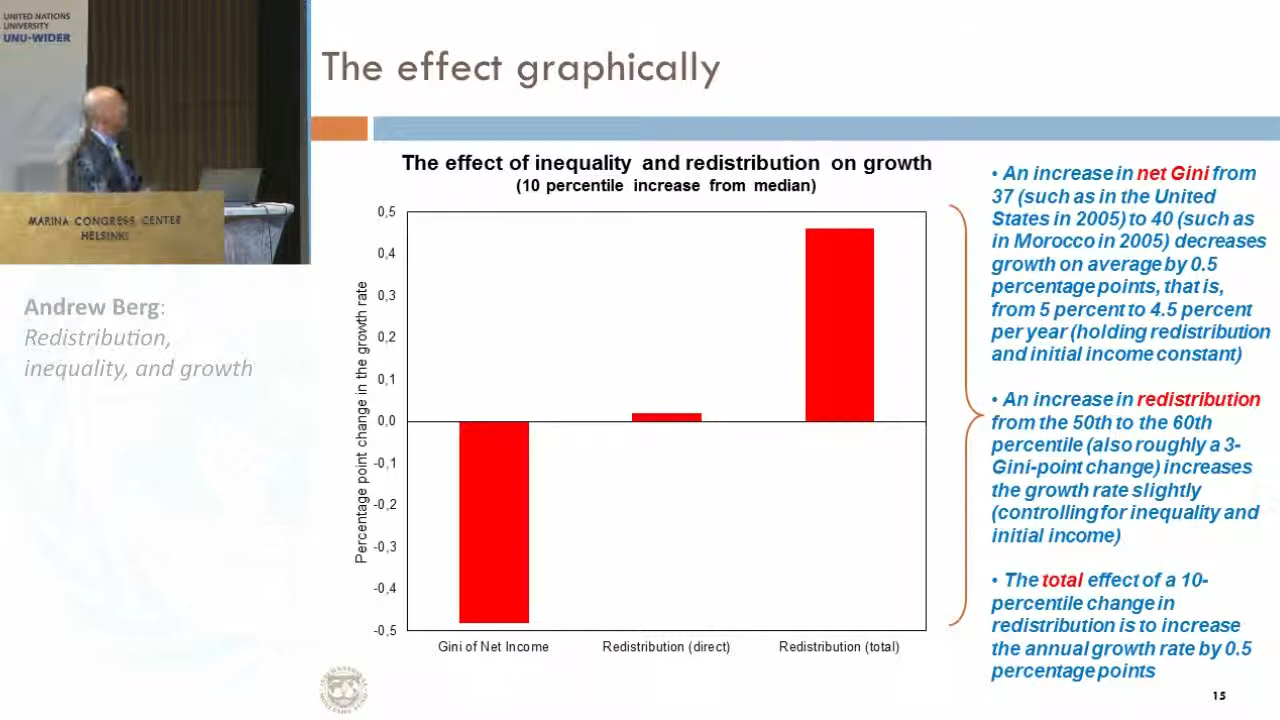 UNITED NATIONS
UNIVERSITY
UNU-WIDER
MARINA CONGRESS CENTER
HELSINKI
Andrew Berg:
Redistribution,
inequality, and growth
The effect graphically
The effect of inequality and redistribution on growth
(10 percentile increase from median)
Percentage point change in the growth rate
0,5
0,4
0,3
0,2
0,1
0,0
-0,1
-0,2
-0,3
-0,4
-0,5
Gini of Net Income
Redistribution (direct)
Redistribution (total)
• An increase in net Gini from
37 (such as in the United
States in 2005) to 40 (such as
in Morocco in 2005) decreases
growth on average by 0.5
percentage points, that is,
from 5 percent to 4.5 percent
per year (holding redistribution
and initial income constant)
• An increase in redistribution
from the 50th to the 60th
percentile (also roughly a 3-
Gini-point change) increases
the growth rate slightly
(controlling for inequality and
initial income)
• The total effect of a 10-
percentile change in
redistribution is to increase
the annual growth rate by 0.5
percentage points
15